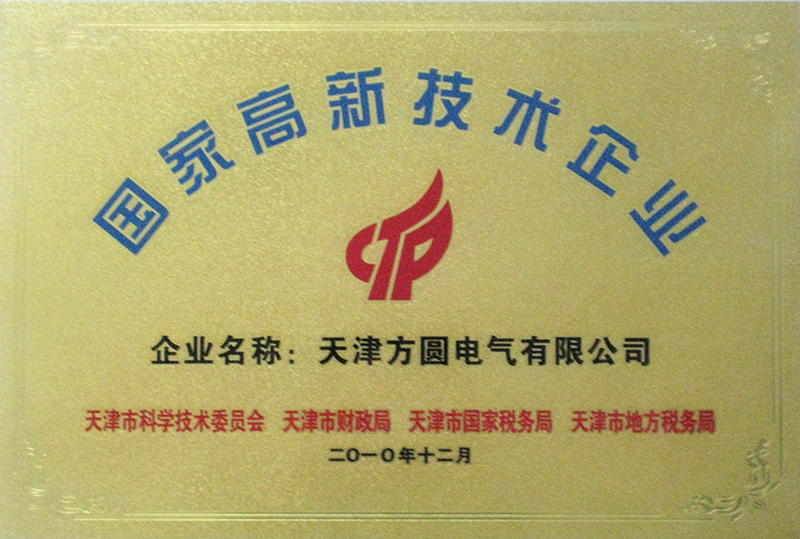 国家高新技术企业
CTP
企业名称：天津方圆电气有限公司
天津市科学技术委员会 天津市财政局 天津市国家税务局 天津市地方税务局
二〇一〇年十二月